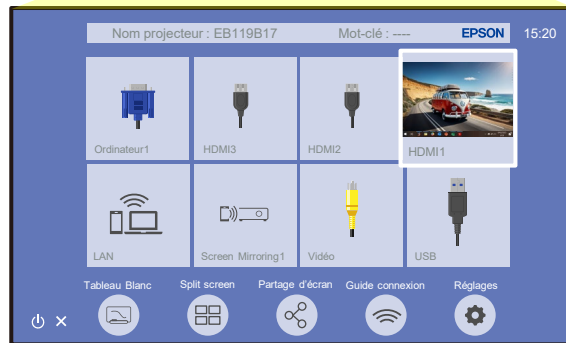 Nom projecteur : EB119B17 Mot-clé : ---- EPSON 15:20
Ordinateur1 HDMI3 HDMI2 HDMI1
LAN Screen Mirroring1 Vidéo USB
Tableau Blanc Split screen Partage d'écran Guide connexion Réglages